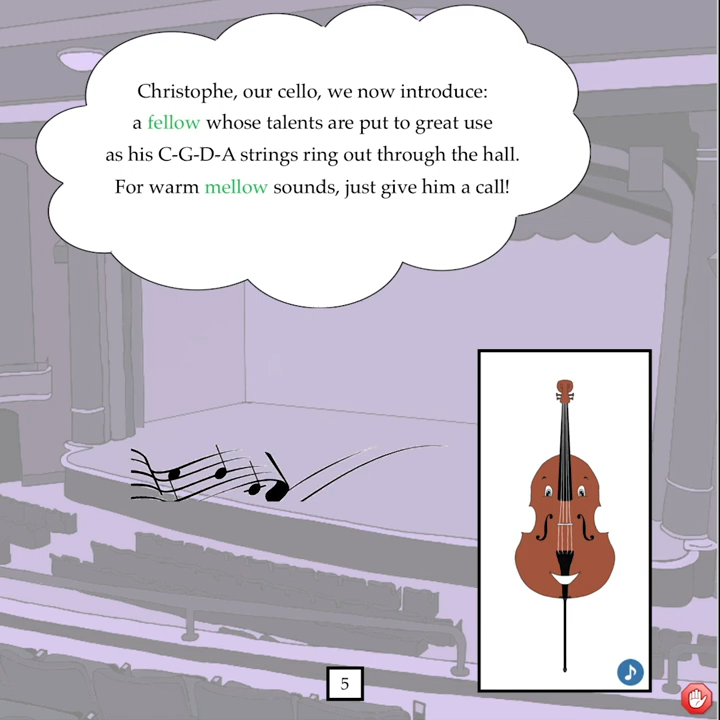 Christophe, our cello, we now introduce:
a fellow whose talents are put to great use
as his C-G-D-A strings ring out through the hall.
For warm mellow sounds, just give him a call!
5